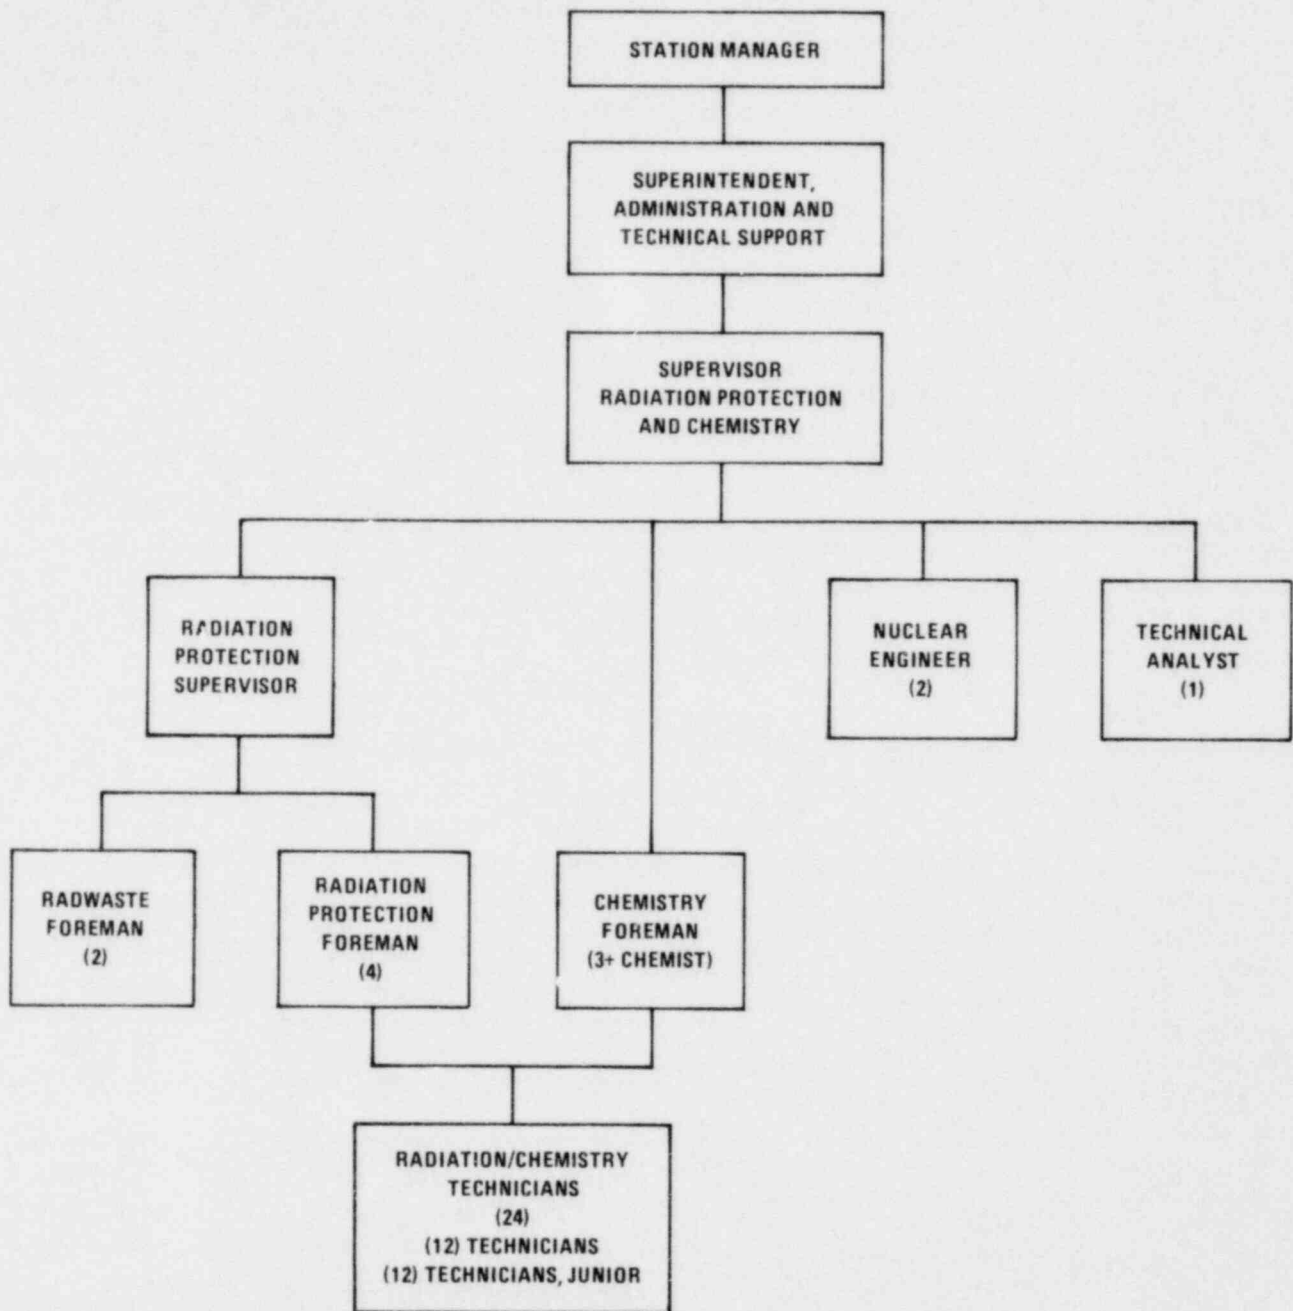 STATION MANAGER
SUPERINTENDENT,
ADMINISTRATION AND
TECHNICAL SUPPORT
SUPERVISOR
RADIATION PROTECTION
AND CHEMISTRY
RADIATION
PROTECTION
SUPERVISOR
NUCLEAR
ENGINEER
(2)
TECHNICAL
ANALYST
(1)
RADWASTE
FOREMAN
(2)
RADIATION
PROTECTION
FOREMAN
(4)
CHEMISTRY
FOREMAN
(3+ CHEMIST)
RADIATION/CHEMISTRY
TECHNICIANS
(24)
(12) TECHNICIANS
(12) TECHNICIANS, JUNIOR